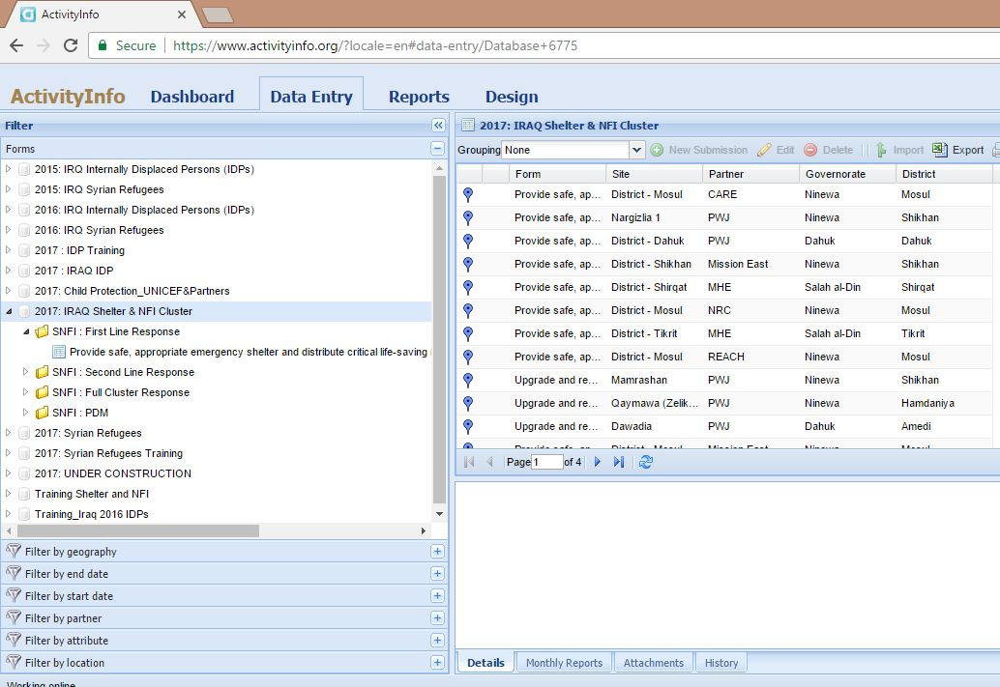 ActivityInfo
Secure https://www.activityinfo.org/?locale=en#data-entry/Database+6775
ActivityInfo Dashboard Data Entry Reports Design
Filter
Forms
2015: IRQ Internally Displaced Persons (IDPs)
2015: IRQ Syrian Refugees
2016: IRQ Internally Displaced Persons (IDPs)
2016: IRQ Syrian Refugees
2017 : IDP Training
2017 : IRAQ IDP
2017: Child Protection_UNICEF&Partners
2017: IRAQ Shelter & NFI Cluster
SNFI : First Line Response
Provide safe, appropriate emergency shelter and distribute critical life-saving
SNFI : Second Line Response
SNFI : Full Cluster Response
SNFI : PDM
2017: Syrian Refugees
2017: Syrian Refugees Training
2017: UNDER CONSTRUCTION
Training Shelter and NFI
Training_Iraq 2016 IDPs
Filter by geography
Filter by end date
Filter by start date
Filter by partner
Filter by attribute
Filter by location
Working online
2017: IRAQ Shelter & NFI Cluster
Grouping None New Submission Edit Delete Import Export
Form Site Partner Governorate District
Provide safe, ap... District - Mosul CARE Ninewa Mosul
Provide safe, ap... Nargizlia 1 PWJ Ninewa Shikhan
Provide safe, ap... District - Dahuk PWJ Dahuk Dahuk
Provide safe, ap... District - Shikhan Mission East Ninewa Shikhan
Provide safe, ap... District - Shirqat MHE Salah al-Din Shirqat
Provide safe, ap... District - Mosul NRC Ninewa Mosul
Provide safe, ap... District - Tikrit MHE Salah al-Din Tikrit
Provide safe, ap... District - Mosul REACH Ninewa Mosul
Upgrade and re... Mamrashan PWJ Ninewa Shikhan
Upgrade and re... Qaymawa (Zelik... PWJ Ninewa Hamdaniya
Upgrade and re... Dawadia PWJ Dahuk Amedi
Provide safe, ap... District - Mosul Mission East Ninewa Mosul
Page 1 of 4
Details Monthly Reports Attachments History